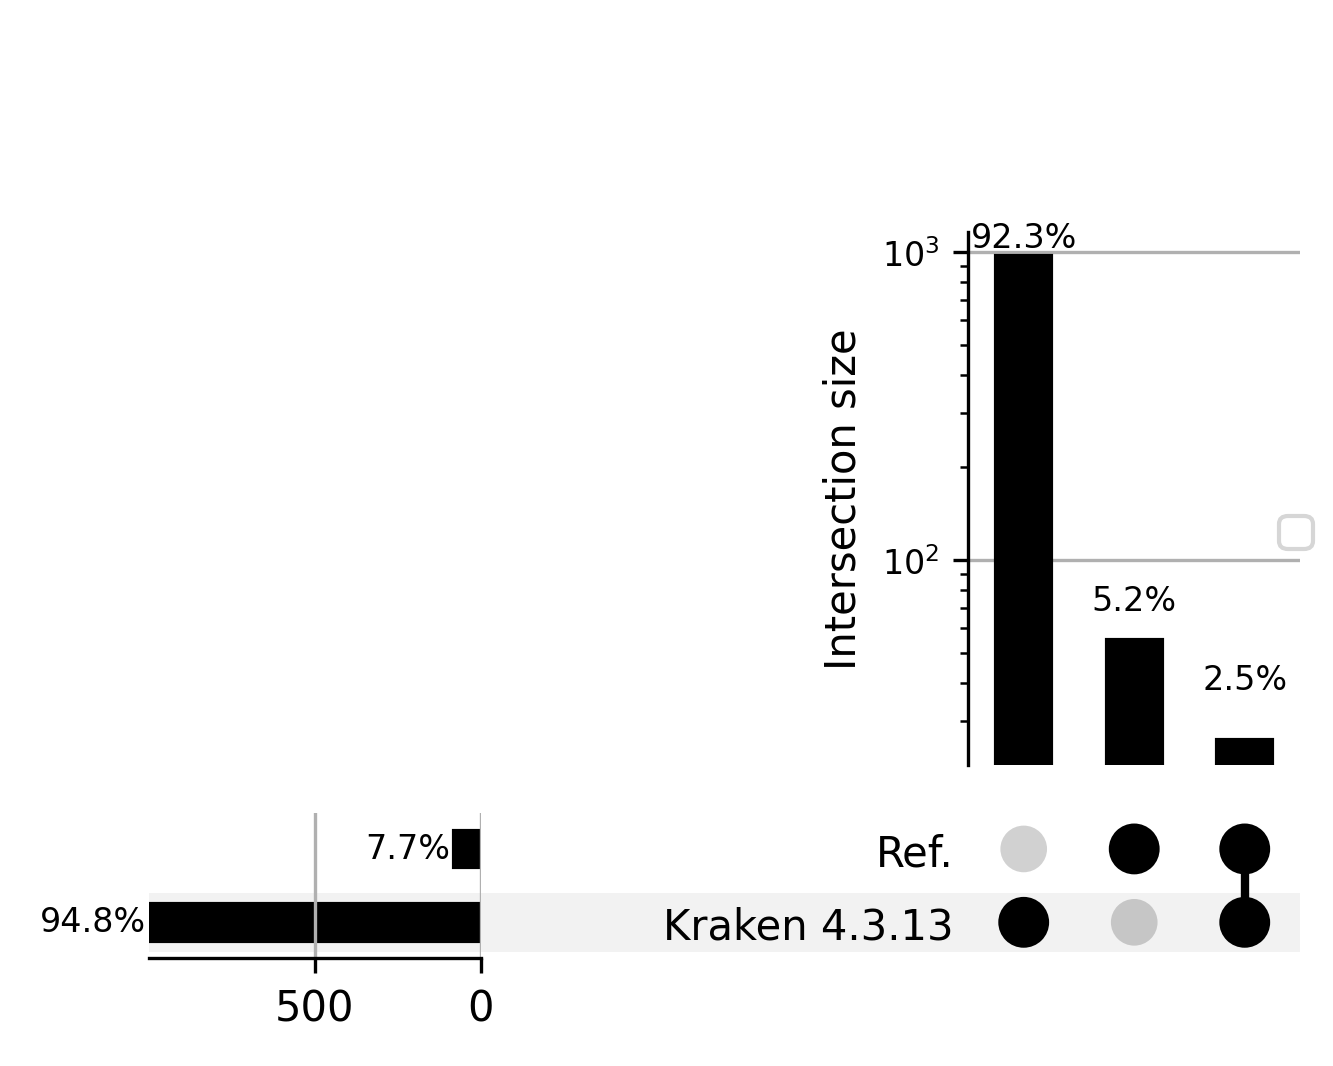 92.3%
10³
Intersection size
10²
5.2%
2.5%
7.7%
Ref.
94.8%
Kraken 4.3.13
500 0